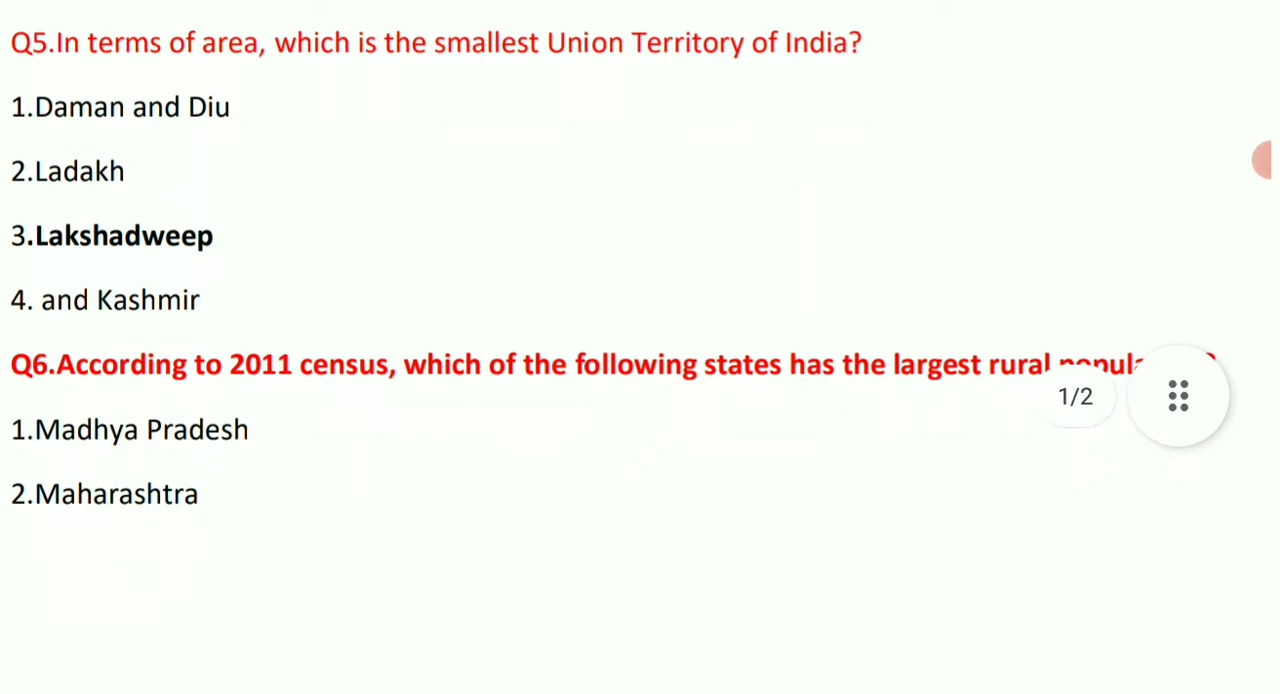 Q5.In terms of area, which is the smallest Union Territory of India?
1.Daman and Diu
2.Ladakh
3.Lakshadweep
4. and Kashmir
Q6.According to 2011 census, which of the following states has the largest rural
1/2
1.Madhya Pradesh
2.Maharashtra